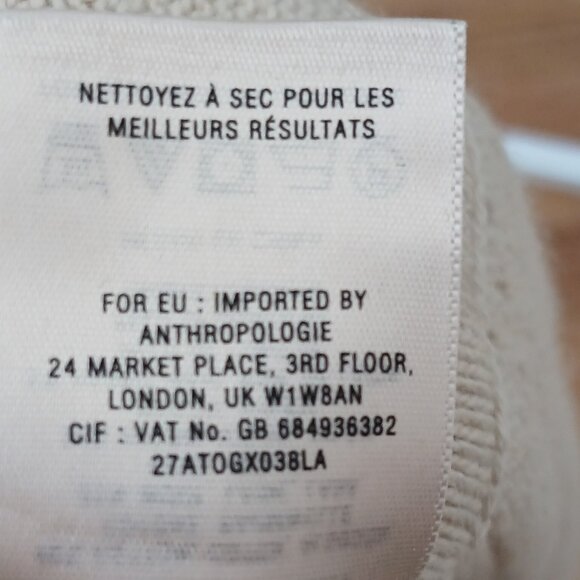 NETTOYEZ À SEC POUR LES
MEILLEURS RÉSULTATS
FOR EU : IMPORTED BY
ANTHROPOLOGIE
24 MARKET PLACE, 3RD FLOOR,
LONDON, UK W1W8AN
CIF : VAT No. GB 684936382
27ATOGX038LA